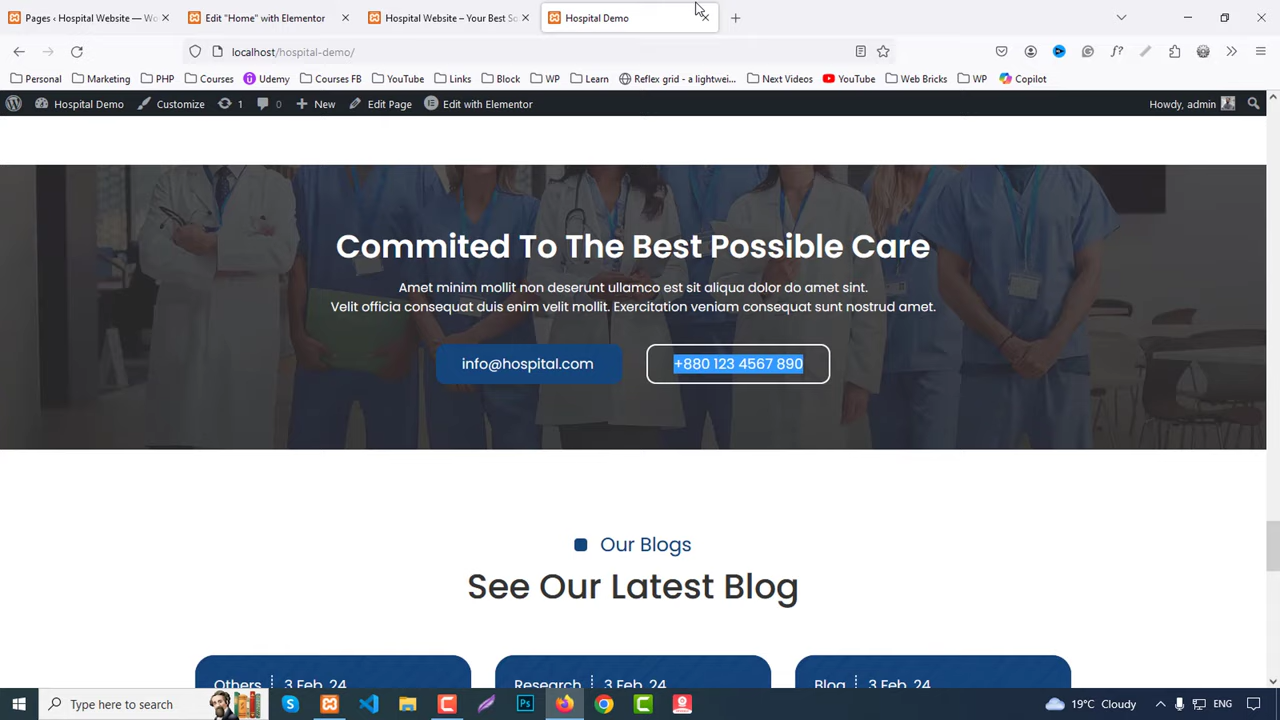 Pages ‹ Hospital Website — Wo
Edit "Home" with Elementor
Hospital Website – Your Best So
Hospital Demo
localhost/hospital-demo/
Personal
Marketing
PHP
Courses
Udemy
Courses FB
YouTube
Links
Block
WP
Learn
Reflex grid - a lightwei...
Next Videos
YouTube
Web Bricks
WP
Copilot
Hospital Demo
Customize
1
0
New
Edit Page
Edit with Elementor
Howdy, admin
Commited To The Best Possible Care
Amet minim mollit non deserunt ullamco est sit aliqua dolor do amet sint.
Velit officia consequat duis enim velit mollit. Exercitation veniam consequat sunt nostrud amet.
info@hospital.com
+880 123 4567 890
Our Blogs
See Our Latest Blog
Others 3 Feb, 24
Research 3 Feb, 24
Blog 3 Feb, 24
Type here to search
19°C Cloudy
ENG